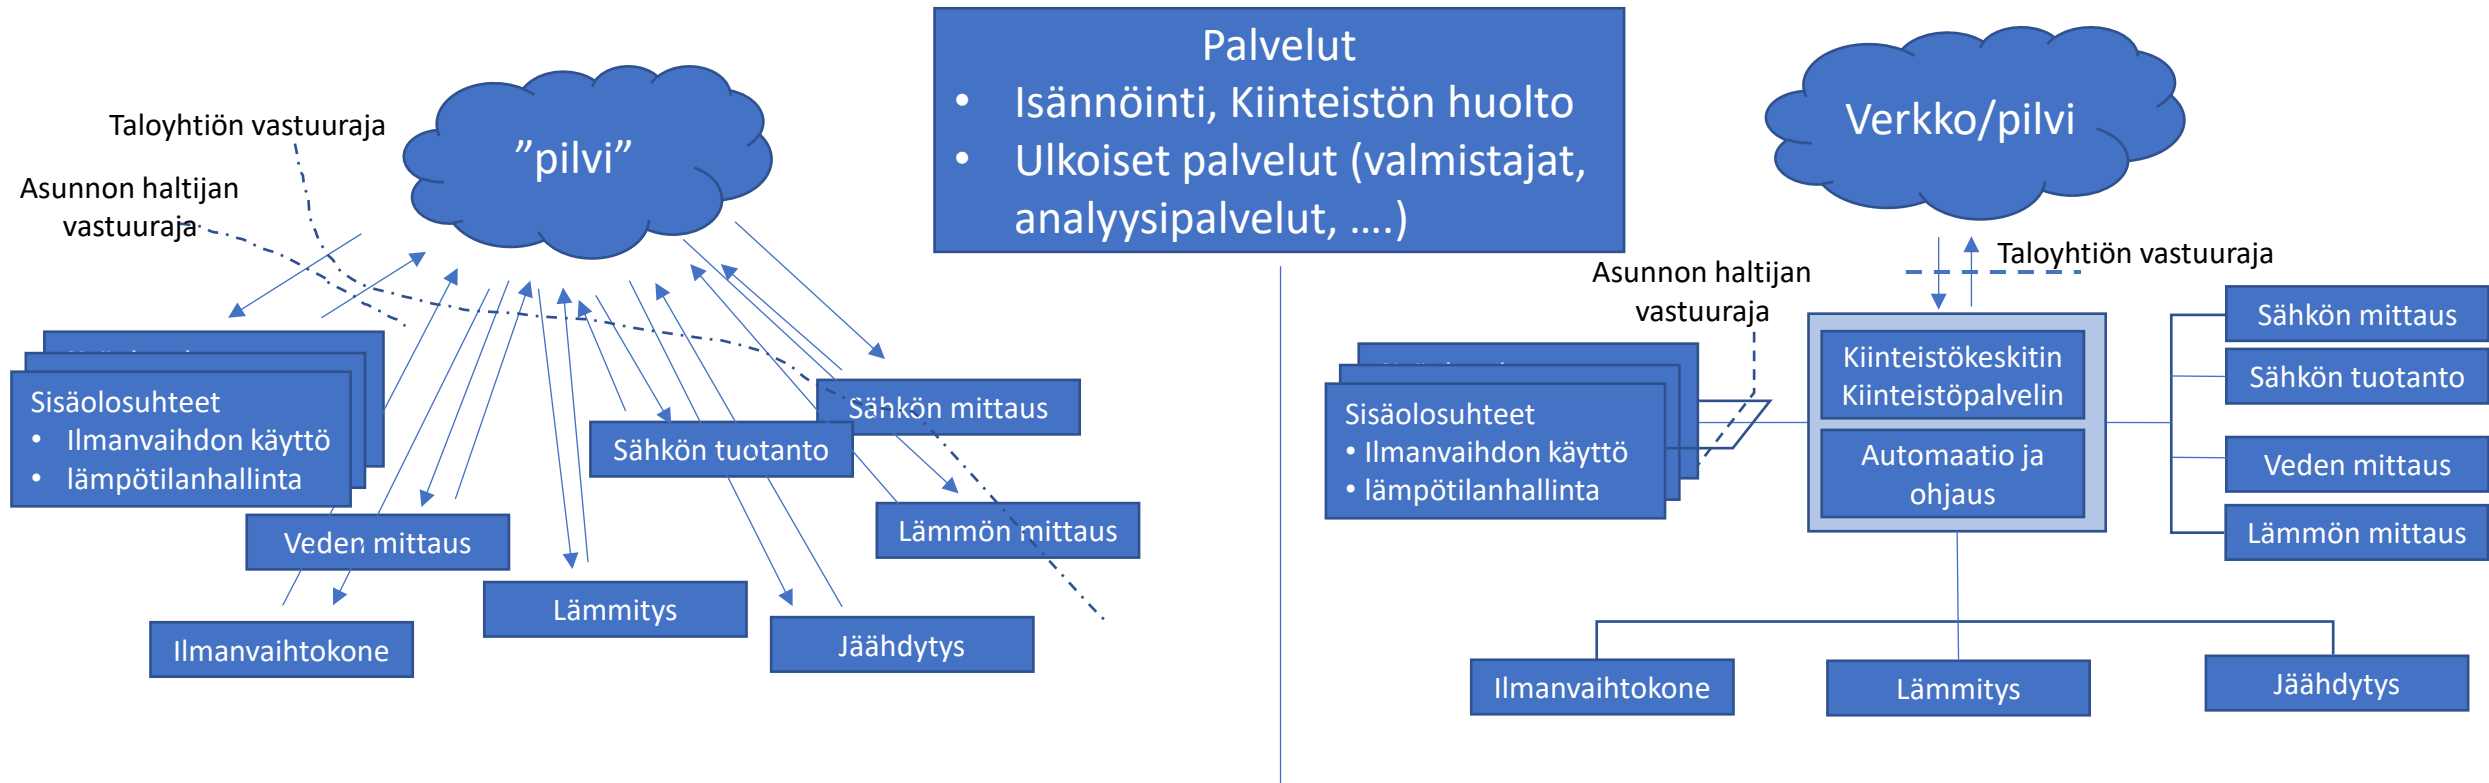 Palvelut
• Isännöinti, Kiinteistön huolto
• Ulkoiset palvelut (valmistajat,
analyysipalvelut, ....)
Taloyhtiön vastuuraja
Asunnon haltijan
vastuuraja
”pilvi”
Sisäolosuhteet
• Ilmanvaihdon käyttö
• lämpötilanhallinta
Sähkön mittaus
Sähkön tuotanto
Lämmön mittaus
Veden mittaus
Lämmitys
Jäähdytys
Ilmanvaihtokone
Verkko/pilvi
Taloyhtiön vastuuraja
Asunnon haltijan
vastuuraja
Sisäolosuhteet
• Ilmanvaihdon käyttö
• lämpötilanhallinta
Kiinteistökeskitin
Kiinteistöpalvelin
Automaatio ja
ohjaus
Sähkön mittaus
Sähkön tuotanto
Veden mittaus
Lämmön mittaus
Ilmanvaihtokone
Lämmitys
Jäähdytys